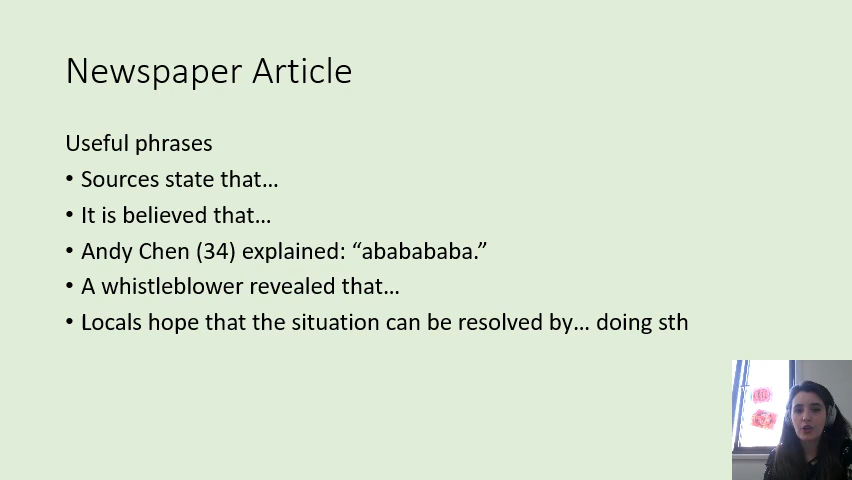 Newspaper Article
Useful phrases
• Sources state that…
• It is believed that…
• Andy Chen (34) explained: “ababababa.”
• A whistleblower revealed that…
• Locals hope that the situation can be resolved by… doing sth